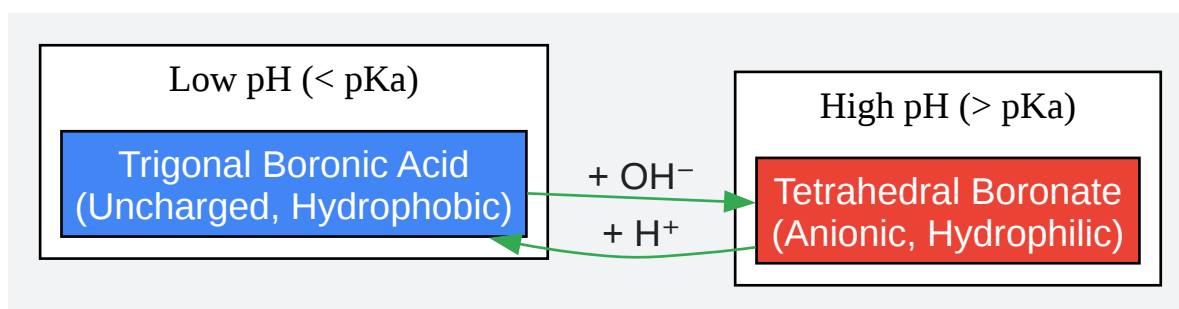 Low pH (< pKa)
Trigonal Boronic Acid
(Uncharged, Hydrophobic)
+ OH⁻
+ H⁺
High pH (> pKa)
Tetrahedral Boronate
(Anionic, Hydrophilic)